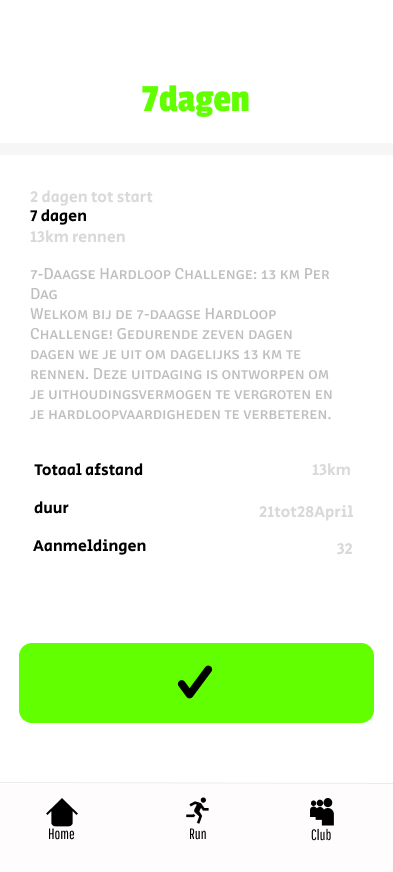 7dagen
2 dagen tot start
7 dagen
13km rennen
7-Daagse Hardloop Challenge: 13 km Per
Dag
Welkom bij de 7-daagse Hardloop
Challenge! Gedurende zeven dagen
dagen we je uit om dagelijks 13 km te
rennen. Deze uitdaging is ontworpen om
je uithoudingsvermogen te vergroten en
je hardloopvaardigheden te verbeteren.
Totaal afstand 13km
duur 21tot28April
Aanmeldingen 32
Home Run Club